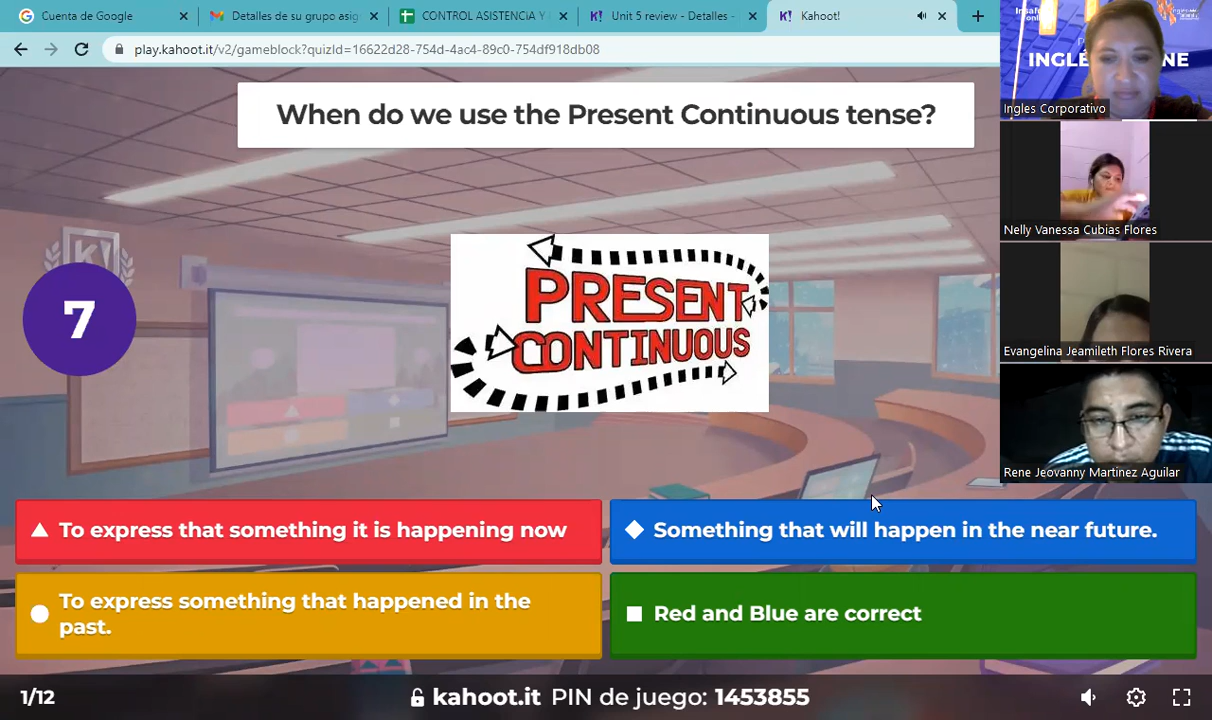 Cuenta de Google
Detalles de su grupo asig
CONTROL ASISTENCiA Y
Unit 5 review - Detalles -
Kahoot!
play.kahoot.it/v2/gameblock?quizId=16622d28-754d-4ac4-89c0-754df918db08
INGLÉ
NE
Ingles Corporativo
When do we use the Present Continuous tense?
Nelly Vanessa Cubias Flores
7
PRESENT
CONTINUOUS
Evangelina Jeamileth Flores Rivera
Rene Jeovanny Martinez Aguilar
To express that something it is happening now
Something that will happen in the near future.
To express something that happened in the
past.
Red and Blue are correct
1/12
kahoot.it PIN de juego: 1453855